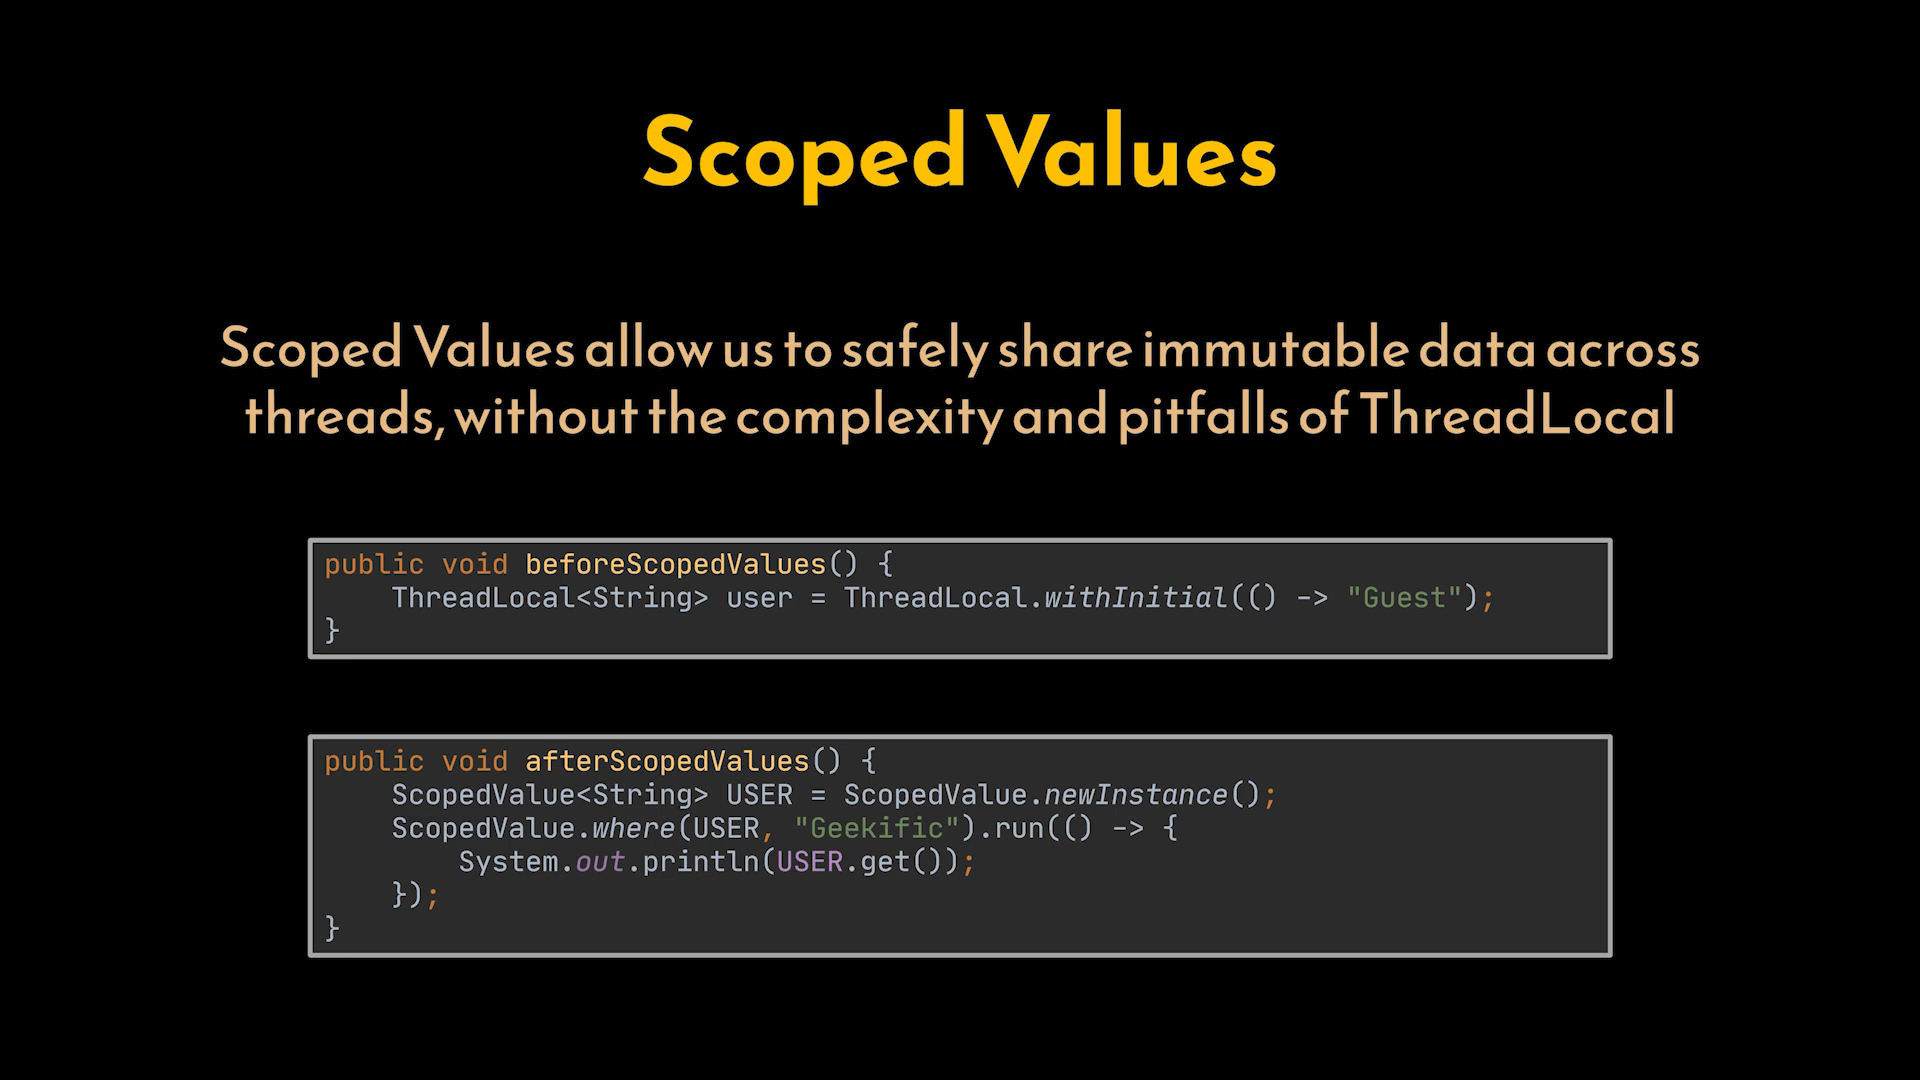 Scoped Values
Scoped Values allow us to safely share immutable data across
threads, without the complexity and pitfalls of ThreadLocal
public void beforeScopedValues() {
    ThreadLocal<String> user = ThreadLocal.withInitial(() -> "Guest");
}
public void afterScopedValues() {
    ScopedValue<String> USER = ScopedValue.newInstance();
    ScopedValue.where(USER, "Geekific").run(() -> {
        System.out.println(USER.get());
    });
}